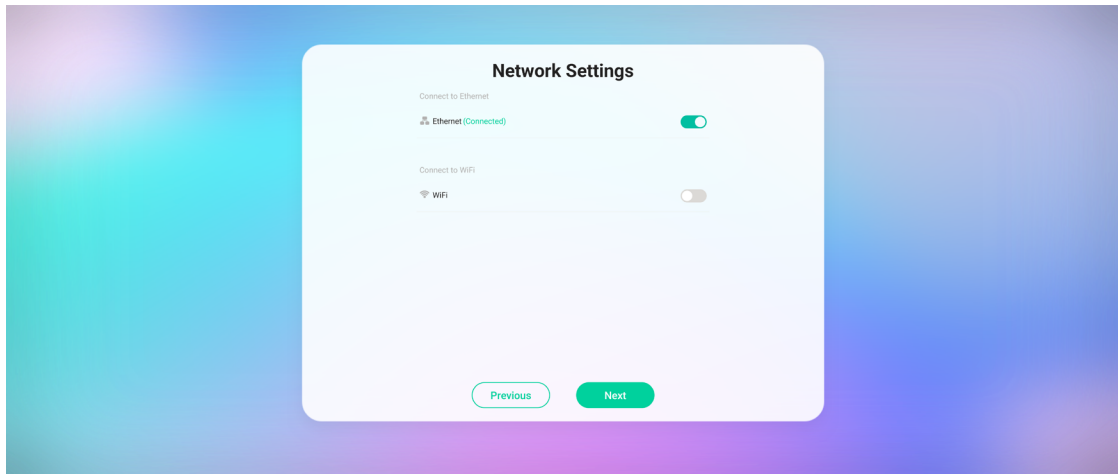 Network Settings
Connect to Ethernet
Ethernet (Connected)
Connect to WiFi
WiFi
Previous
Next